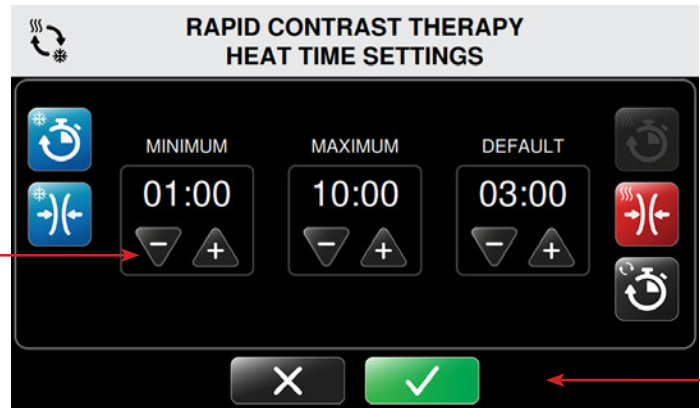 RAPID CONTRAST THERAPY
HEAT TIME SETTINGS
MINIMUM MAXIMUM DEFAULT
01:00 10:00 03:00
− + − + − +